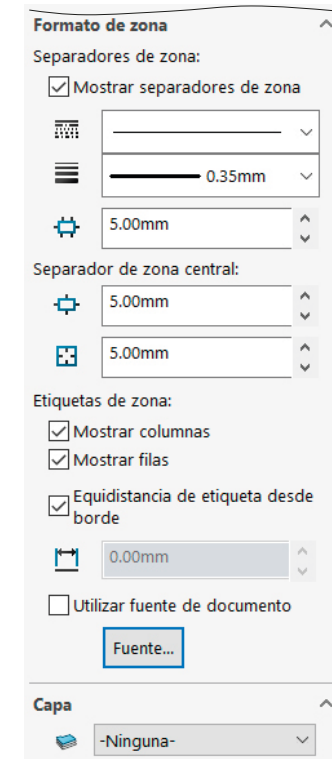 Formato de zona
Separadores de zona:
Mostrar separadores de zona
0.35mm
5.00mm
Separador de zona central:
5.00mm
5.00mm
Etiquetas de zona:
Mostrar columnas
Mostrar filas
Equidistancia de etiqueta desde
borde
0.00mm
Utilizar fuente de documento
Fuente...
Capa
-Ninguna-